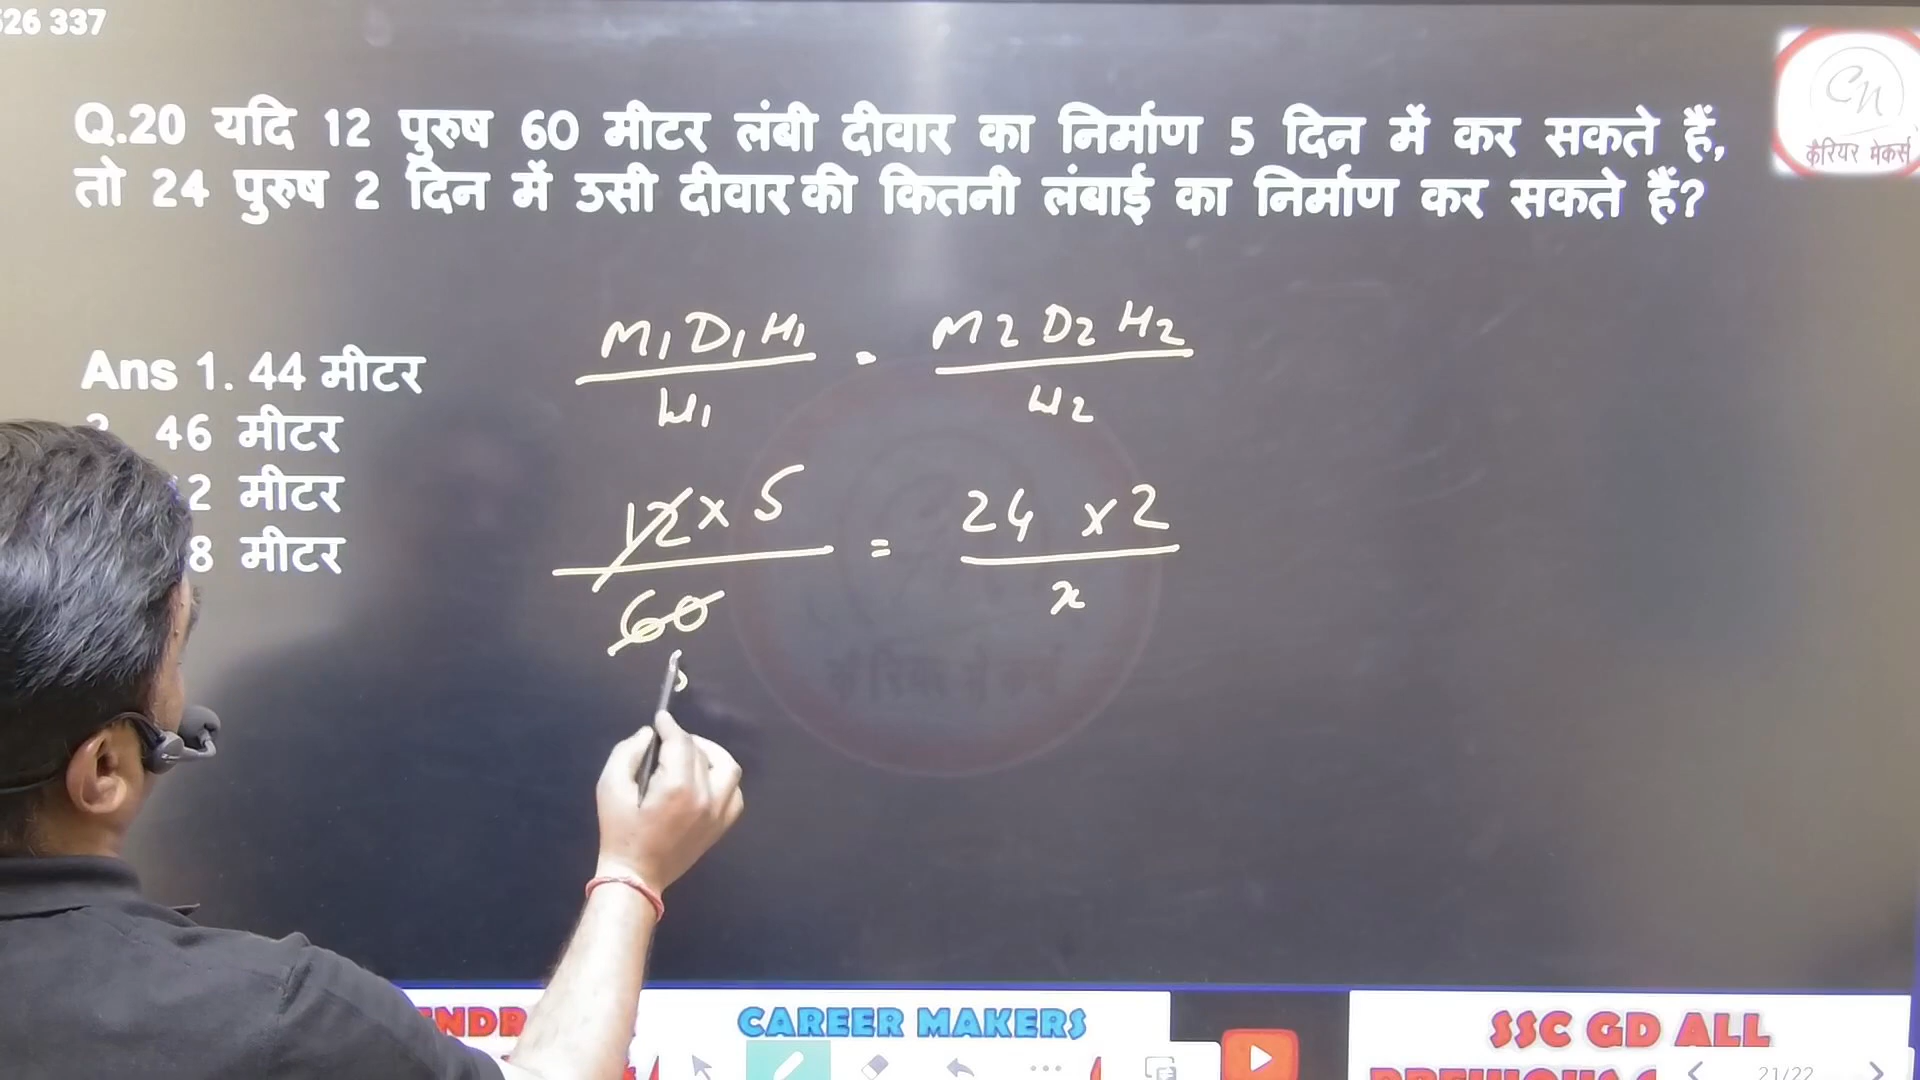 526 337
कैरियर मेकर्स
Q.20 यदि 12 पुरुष 60 मीटर लंबी दीवार का निर्माण 5 दिन में कर सकते हैं,
तो 24 पुरुष 2 दिन में उसी दीवार की कितनी लंबाई का निर्माण कर सकते हैं?
M1 D1 H1 = M2 D2 H2
W1 W2
Ans 1. 44 मीटर
46 मीटर
2 मीटर
8 मीटर
12 x 5 = 24 x 2
60 x
5
CAREER MAKERS
SSC GD ALL
21/22